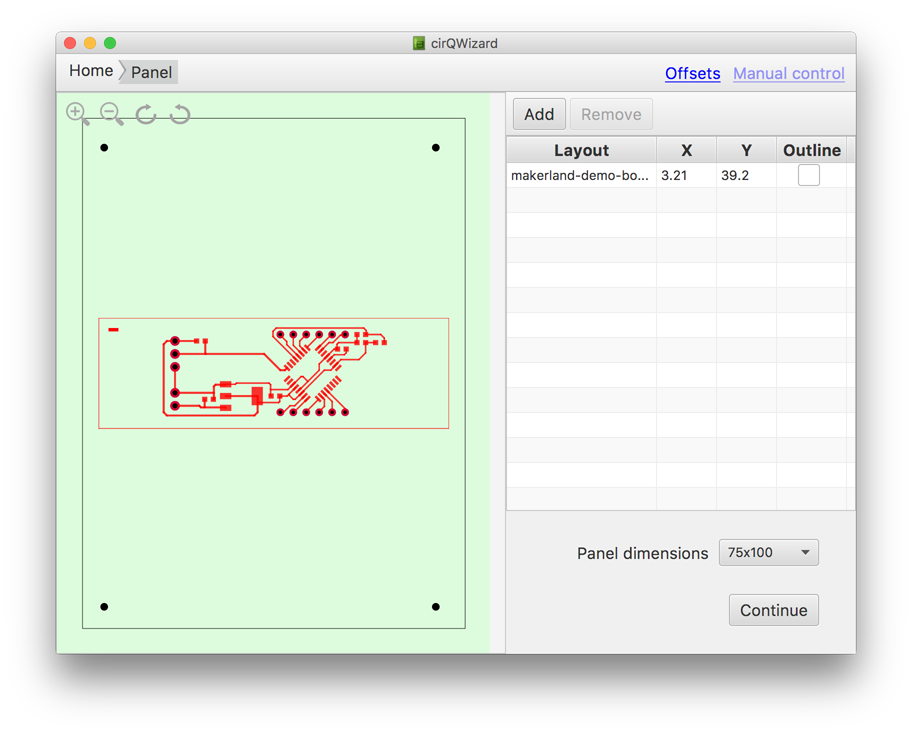 cirQWizard
Home Panel Offsets Manual control
Add Remove
Layout X Y Outline
makerland-demo-bo... 3.21 39.2
Panel dimensions 75x100
Continue